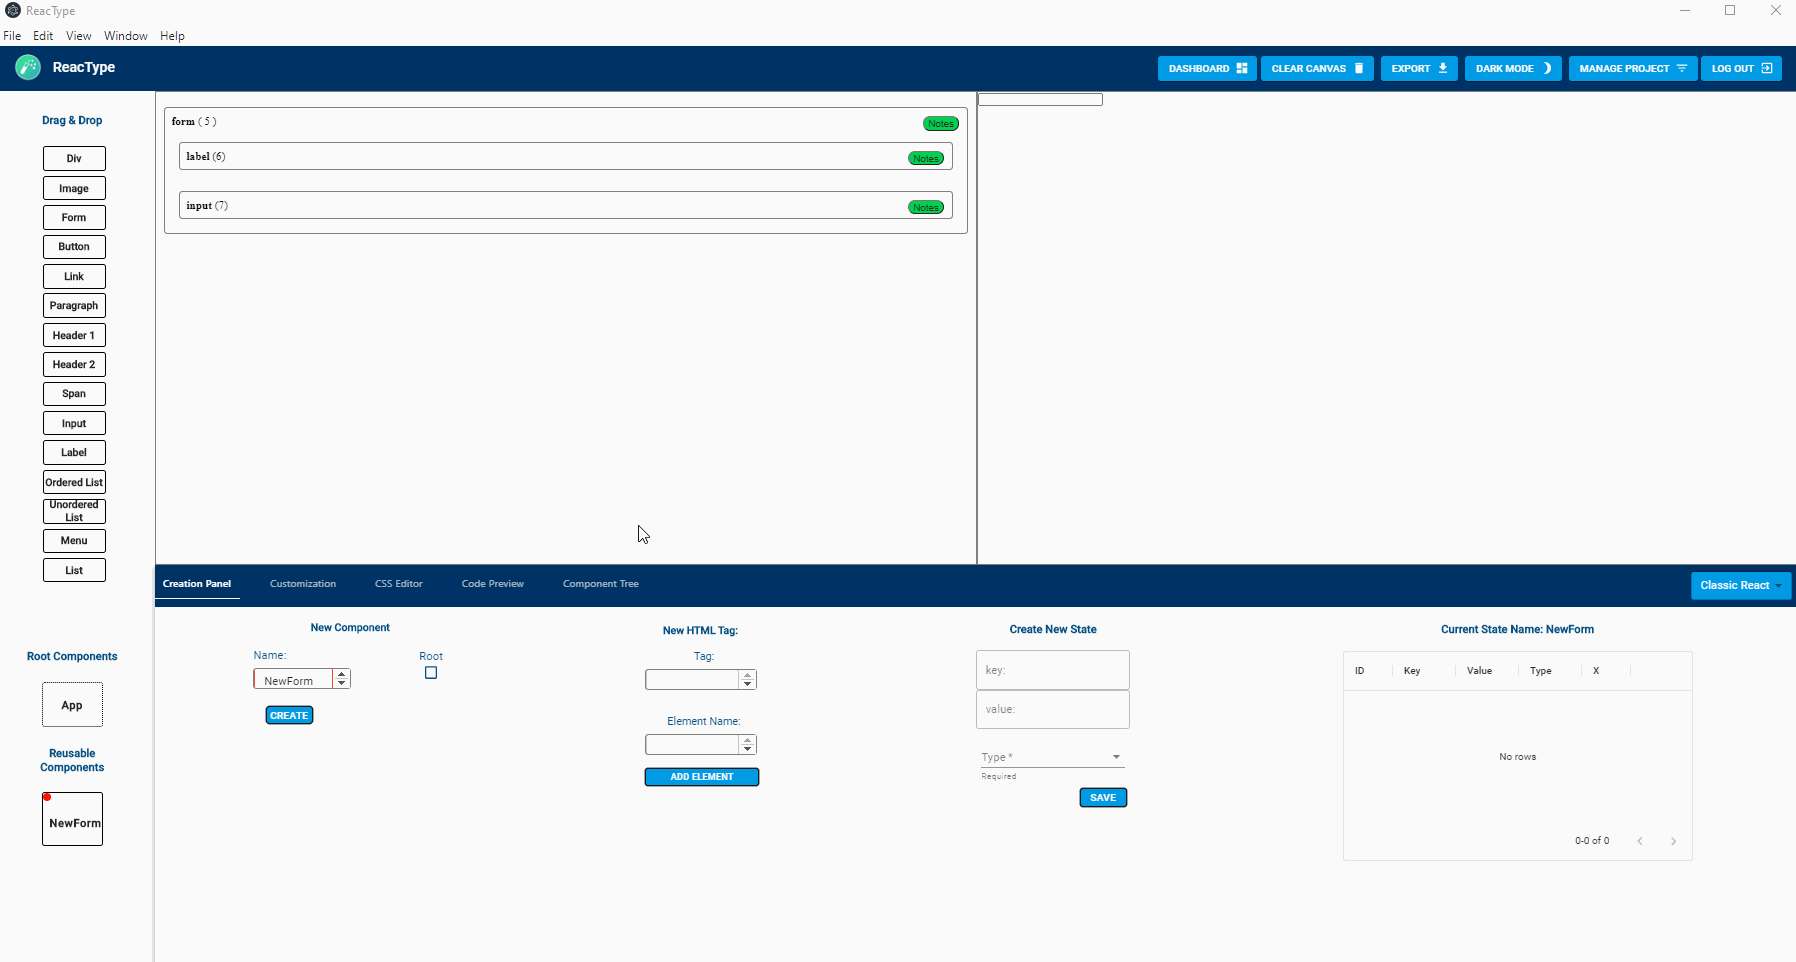 ReacType
File Edit View Window Help
ReacType
DASHBOARD
CLEAR CANVAS
EXPORT
DARK MODE
MANAGE PROJECT
LOG OUT
Drag & Drop
Div
Image
Form
Button
Link
Paragraph
Header 1
Header 2
Span
Input
Label
Ordered List
Unordered
List
Menu
List
Root Components
App
Reusable
Components
NewForm
form ( 5 )
Notes
label (6)
Notes
input (7)
Notes
Creation Panel
Customization
CSS Editor
Code Preview
Component Tree
Classic React
New Component
Name:
Root
NewForm
CREATE
New HTML Tag:
Tag:
Element Name:
ADD ELEMENT
Create New State
key:
value:
Type *
Required
SAVE
Current State Name: NewForm
ID Key Value Type X
No rows
0-0 of 0